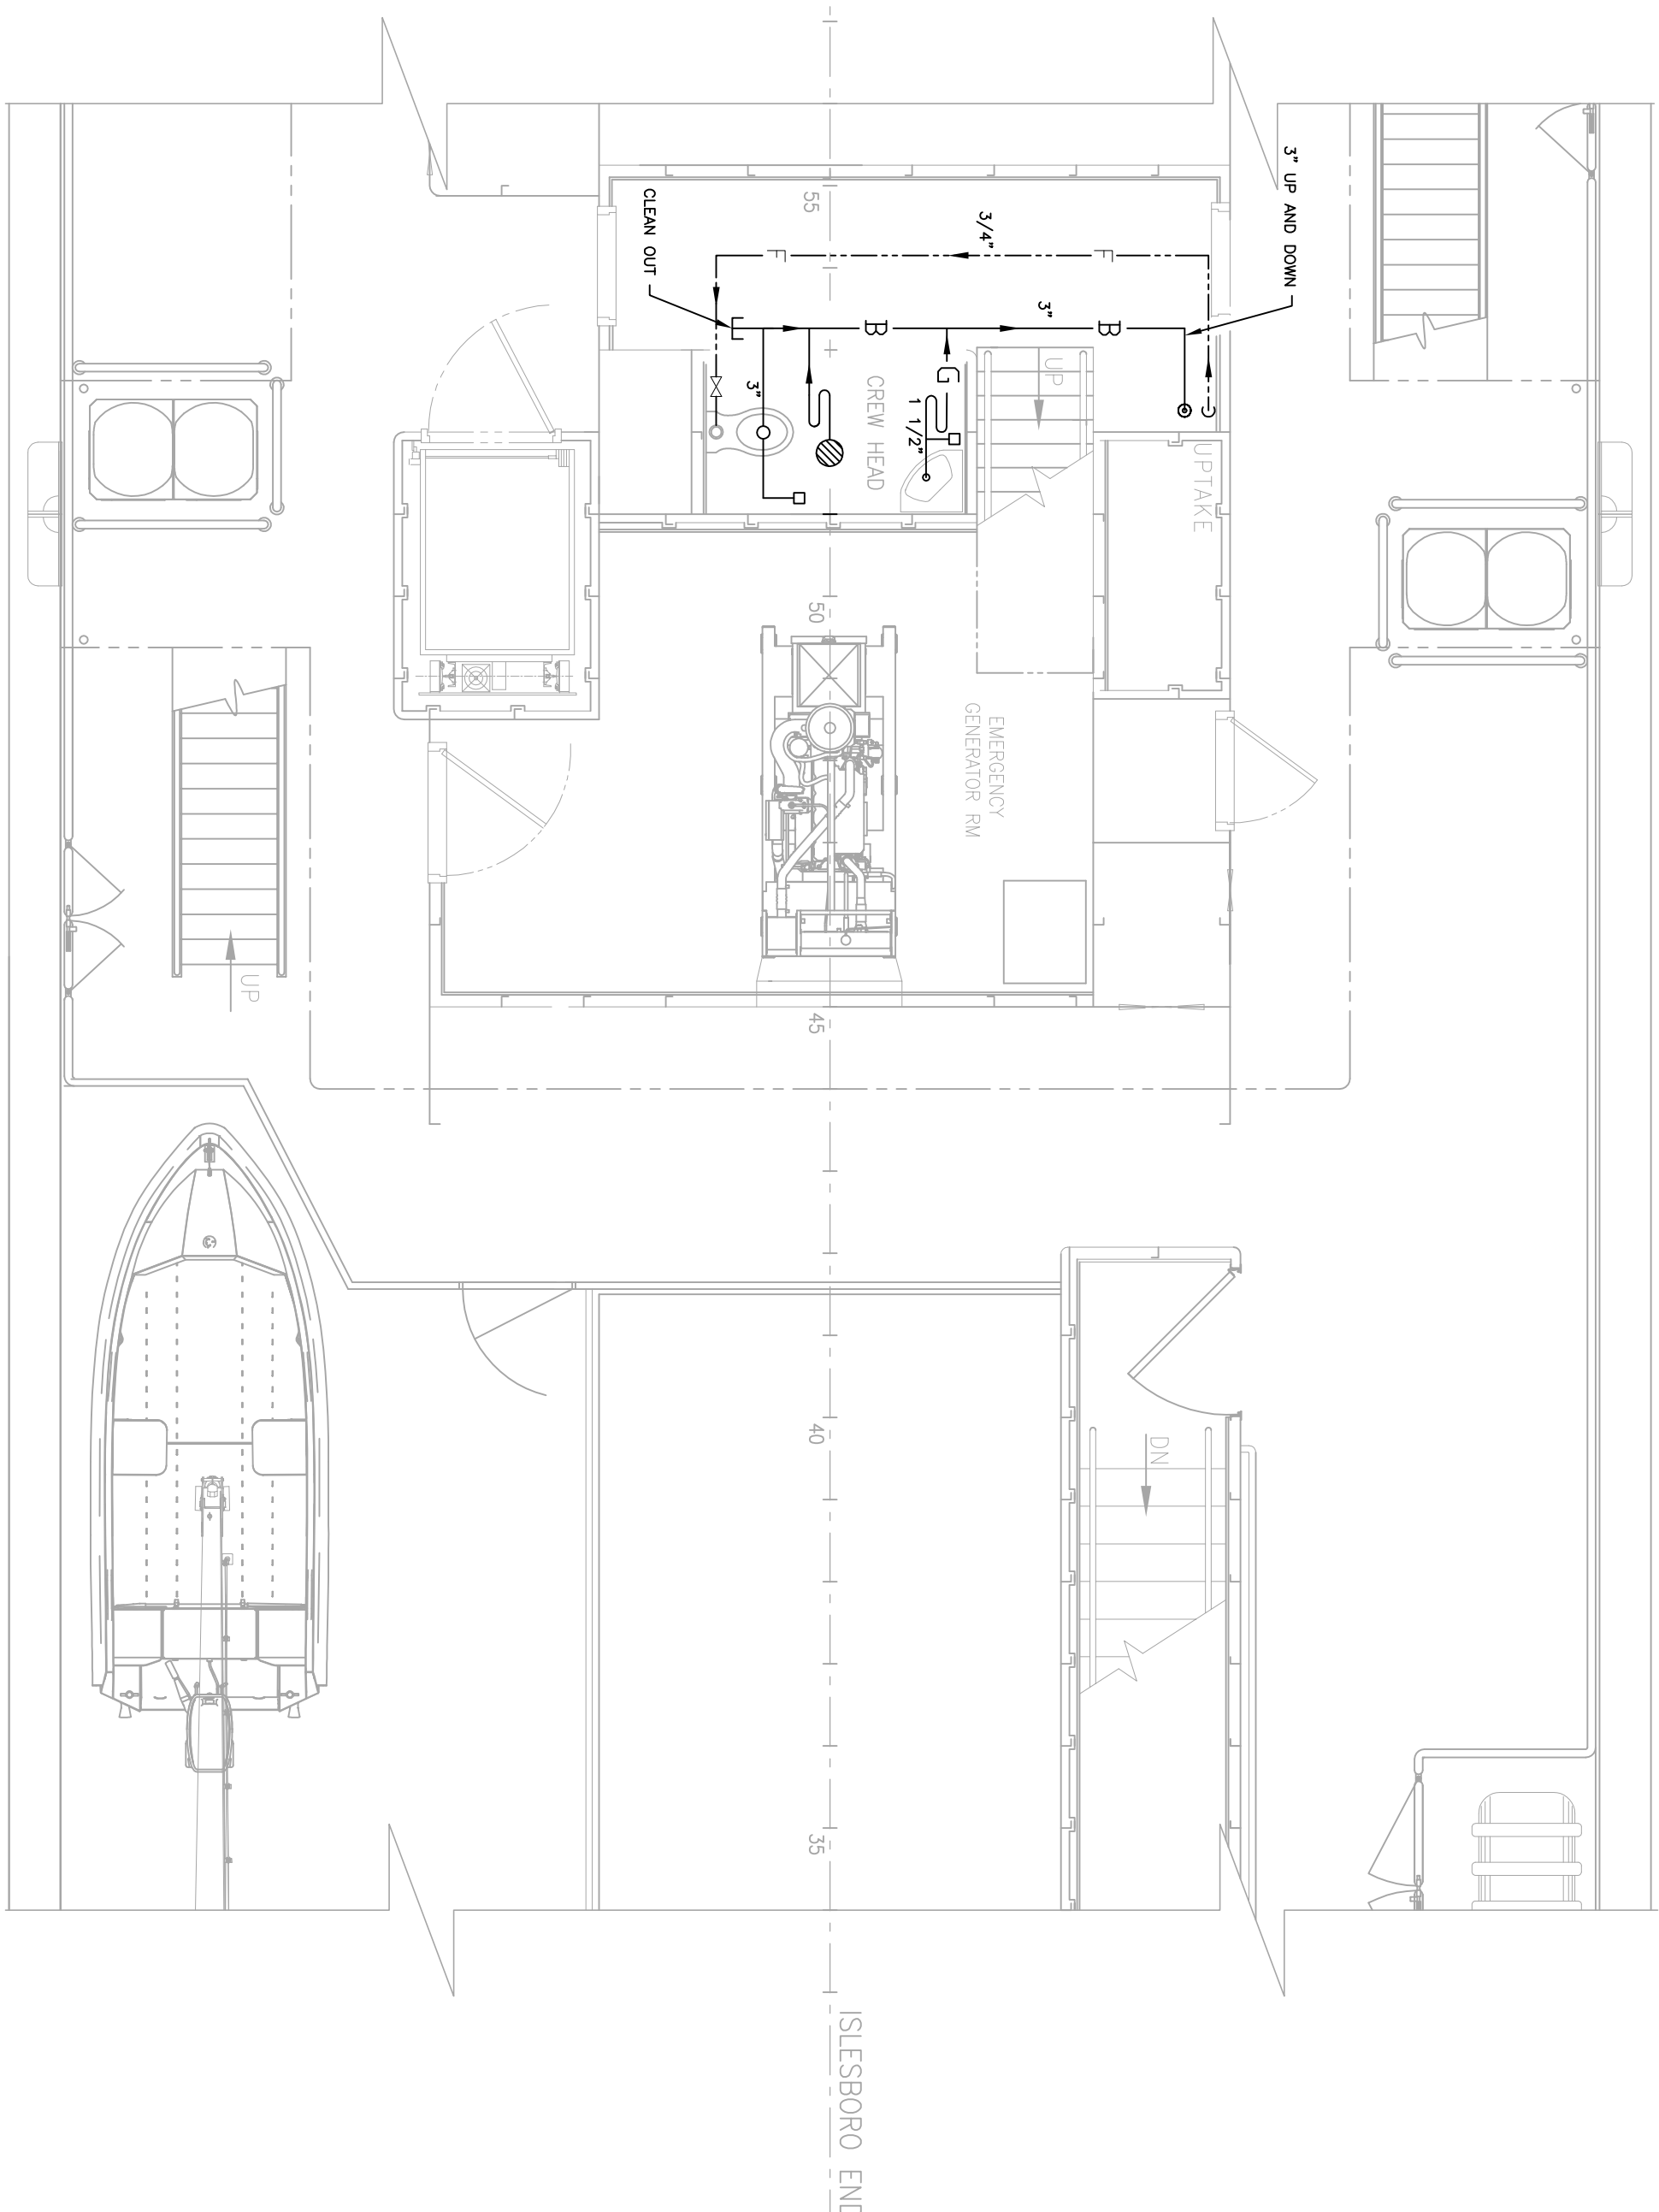 3" UP AND DOWN
55
3/4"
F
F
CLEAN OUT
3"
B
B
UP
CREW HEAD
3"
G
1 1/2"
UPTAKE
50
EMERGENCY
GENERATOR RM
UP
45
40
DN
35
ISLESBORO END